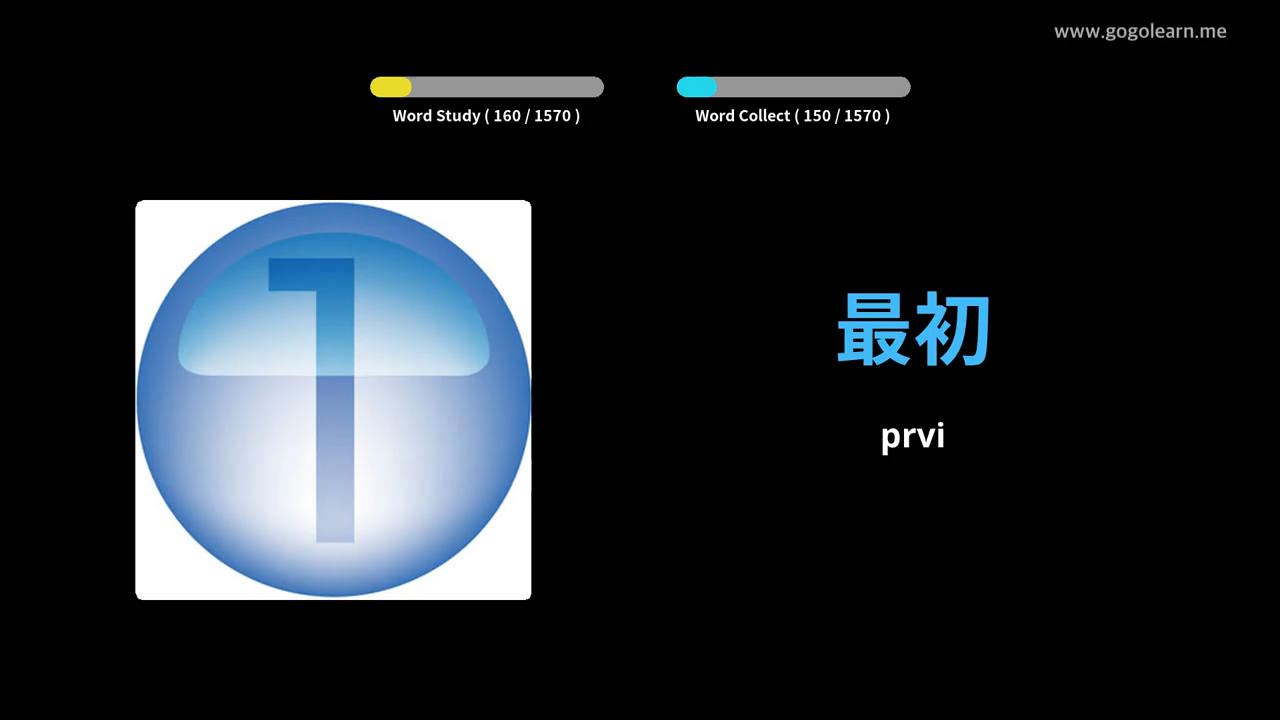 www.gogolearn.me
Word Study ( 160 / 1570 )
Word Collect ( 150 / 1570 )
1
最初
prvi